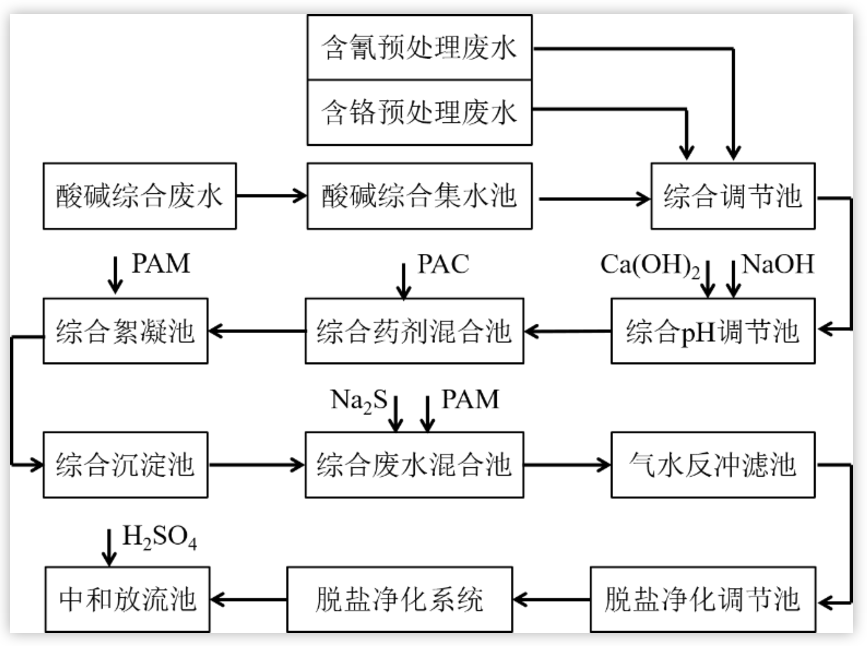 含氰预处理废水
含铬预处理废水
酸碱综合废水
酸碱综合集水池
综合调节池
PAM
PAC
Ca(OH)₂
NaOH
综合絮凝池
综合药剂混合池
综合pH调节池
Na₂S
PAM
综合沉淀池
综合废水混合池
气水反冲滤池
H₂SO₄
中和放流池
脱盐净化系统
脱盐净化调节池